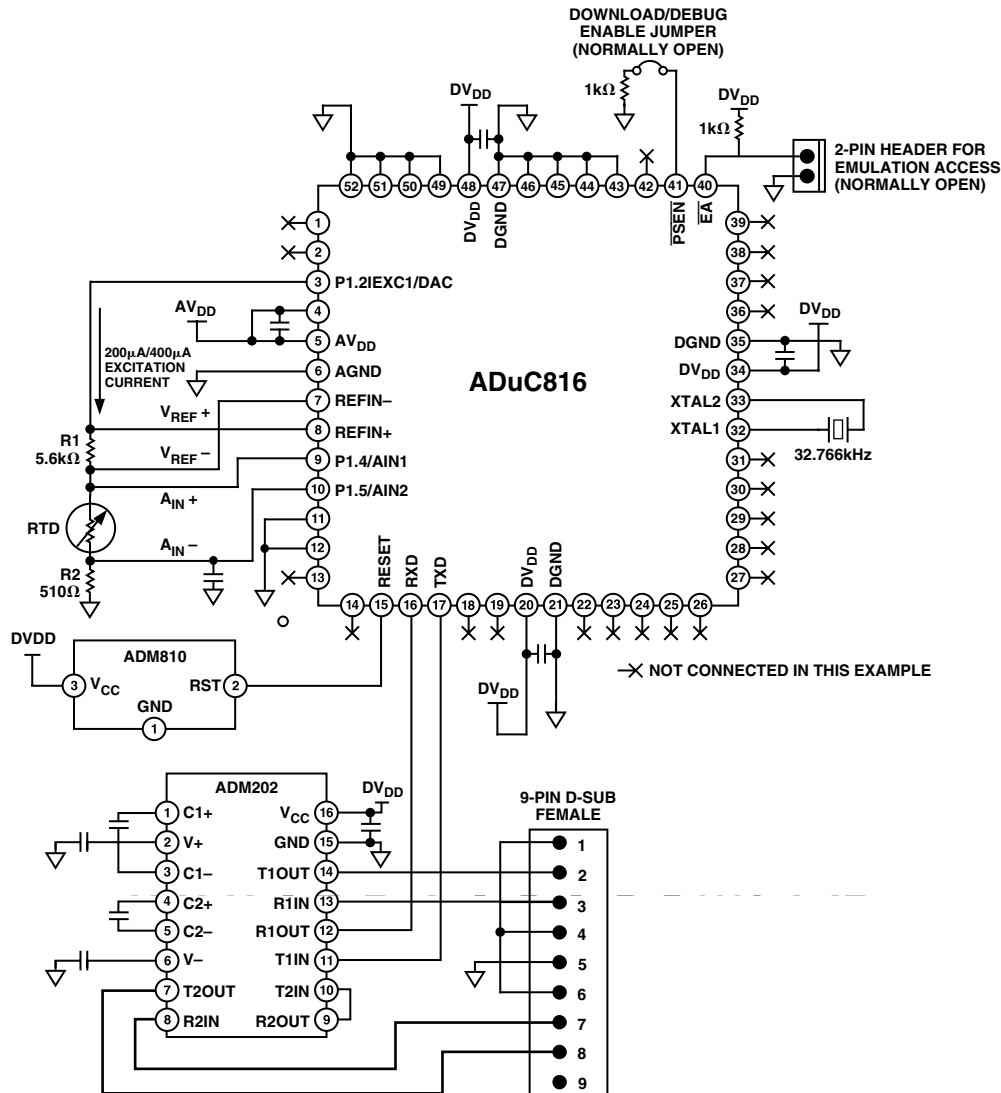 DOWNLOAD/DEBUG
ENABLE JUMPER
(NORMALLY OPEN)
1kΩ
DVDD
DVDD
1kΩ
2-PIN HEADER FOR
EMULATION ACCESS
(NORMALLY OPEN)
52 51 50 49 48 47 46 45 44 43 42 41 40
DVDD
DGND
PSEN
EA
1
2
3 P1.2IEXC1/DAC
4
AVDD
5 AVDD
6 AGND
7 REFIN–
8 REFIN+
9 P1.4/AIN1
10 P1.5/AIN2
11
12
13
200µA/400µA
EXCITATION
CURRENT
VREF +
R1
5.6kΩ
VREF –
AIN +
RTD
AIN –
R2
510Ω
ADuC816
39
38
37
36
DVDD
DGND 35
DVDD 34
XTAL2 33
XTAL1 32
32.766kHz
31
30
29
28
27
RESET
RXD
TXD
DVDD
DGND
14 15 16 17 18 19 20 21 22 23 24 25 26
DVDD
NOT CONNECTED IN THIS EXAMPLE
DVDD
ADM810
3 VCC
RST 2
GND
1
ADM202
1 C1+
2 V+
3 C1–
4 C2+
5 C2–
6 V–
7 T2OUT
8 R2IN
DVDD
VCC 16
GND 15
T1OUT 14
R1IN 13
R1OUT 12
T1IN 11
T2IN 10
R2OUT 9
9-PIN D-SUB
FEMALE
1
2
3
4
5
6
7
8
9